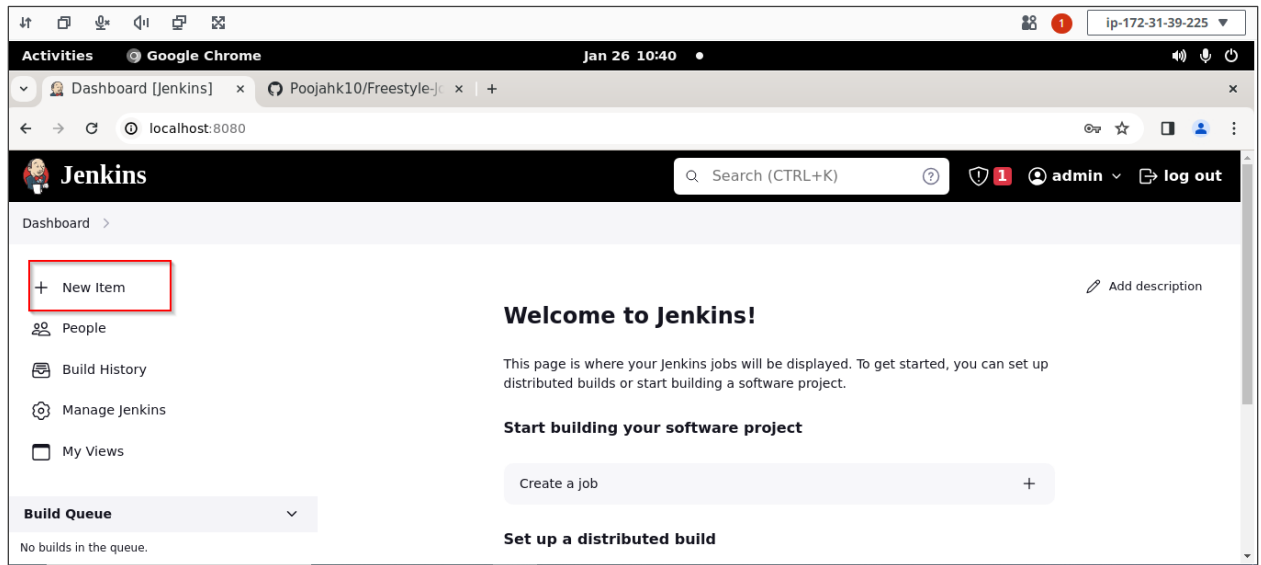 1 ip-172-31-39-225
Activities Google Chrome Jan 26 10:40
Dashboard [Jenkins] × Poojahk10/Freestyle-Jo × +
localhost:8080
Jenkins Search (CTRL+K) 1 admin log out
Dashboard
New Item
Add description
Welcome to Jenkins!
People
This page is where your Jenkins jobs will be displayed. To get started, you can set up
distributed builds or start building a software project.
Build History
Manage Jenkins
Start building your software project
My Views
Create a job +
Build Queue
Set up a distributed build
No builds in the queue.